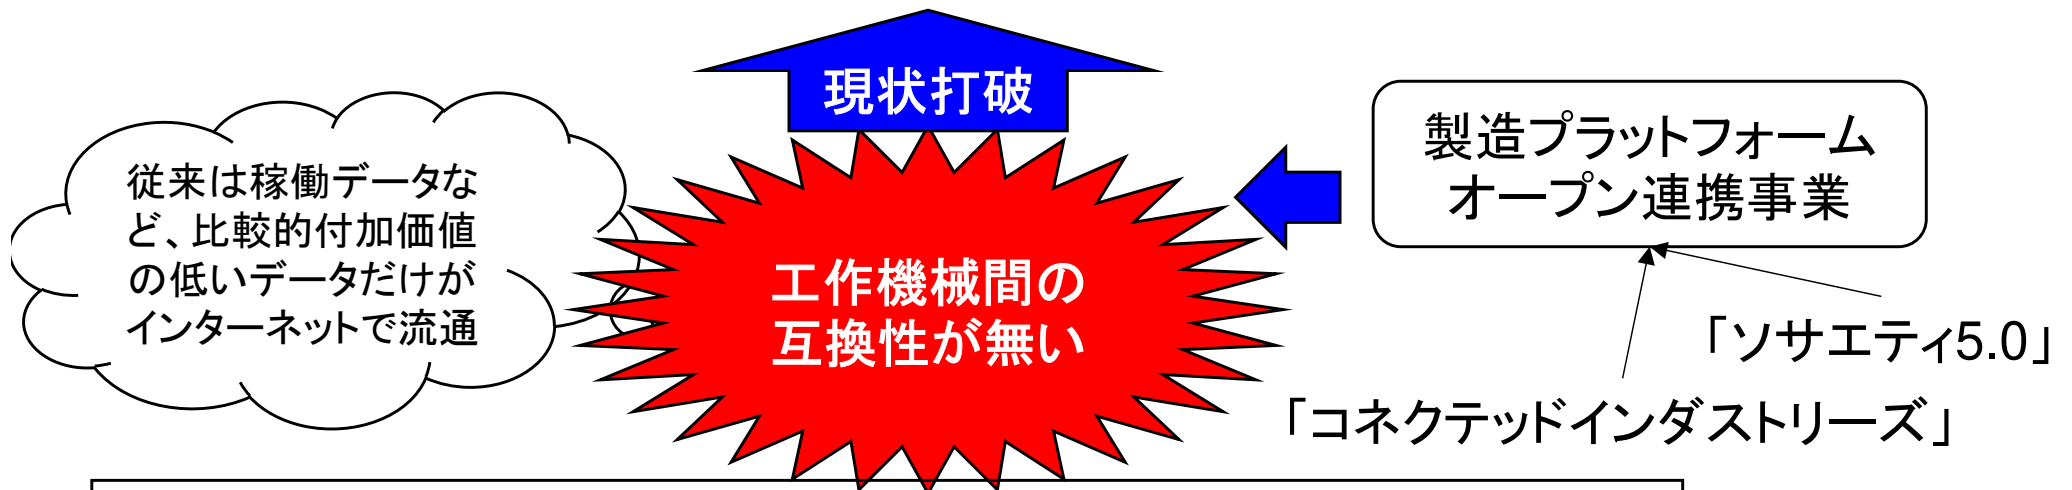 現状打破
従来は稼働データな
ど、比較的付加価値
の低いデータだけが
インターネットで流通
工作機械間の
互換性が無い
製造プラットフォーム
オープン連携事業
「ソサエティ5.0」
「コネクテッドインダストリーズ」